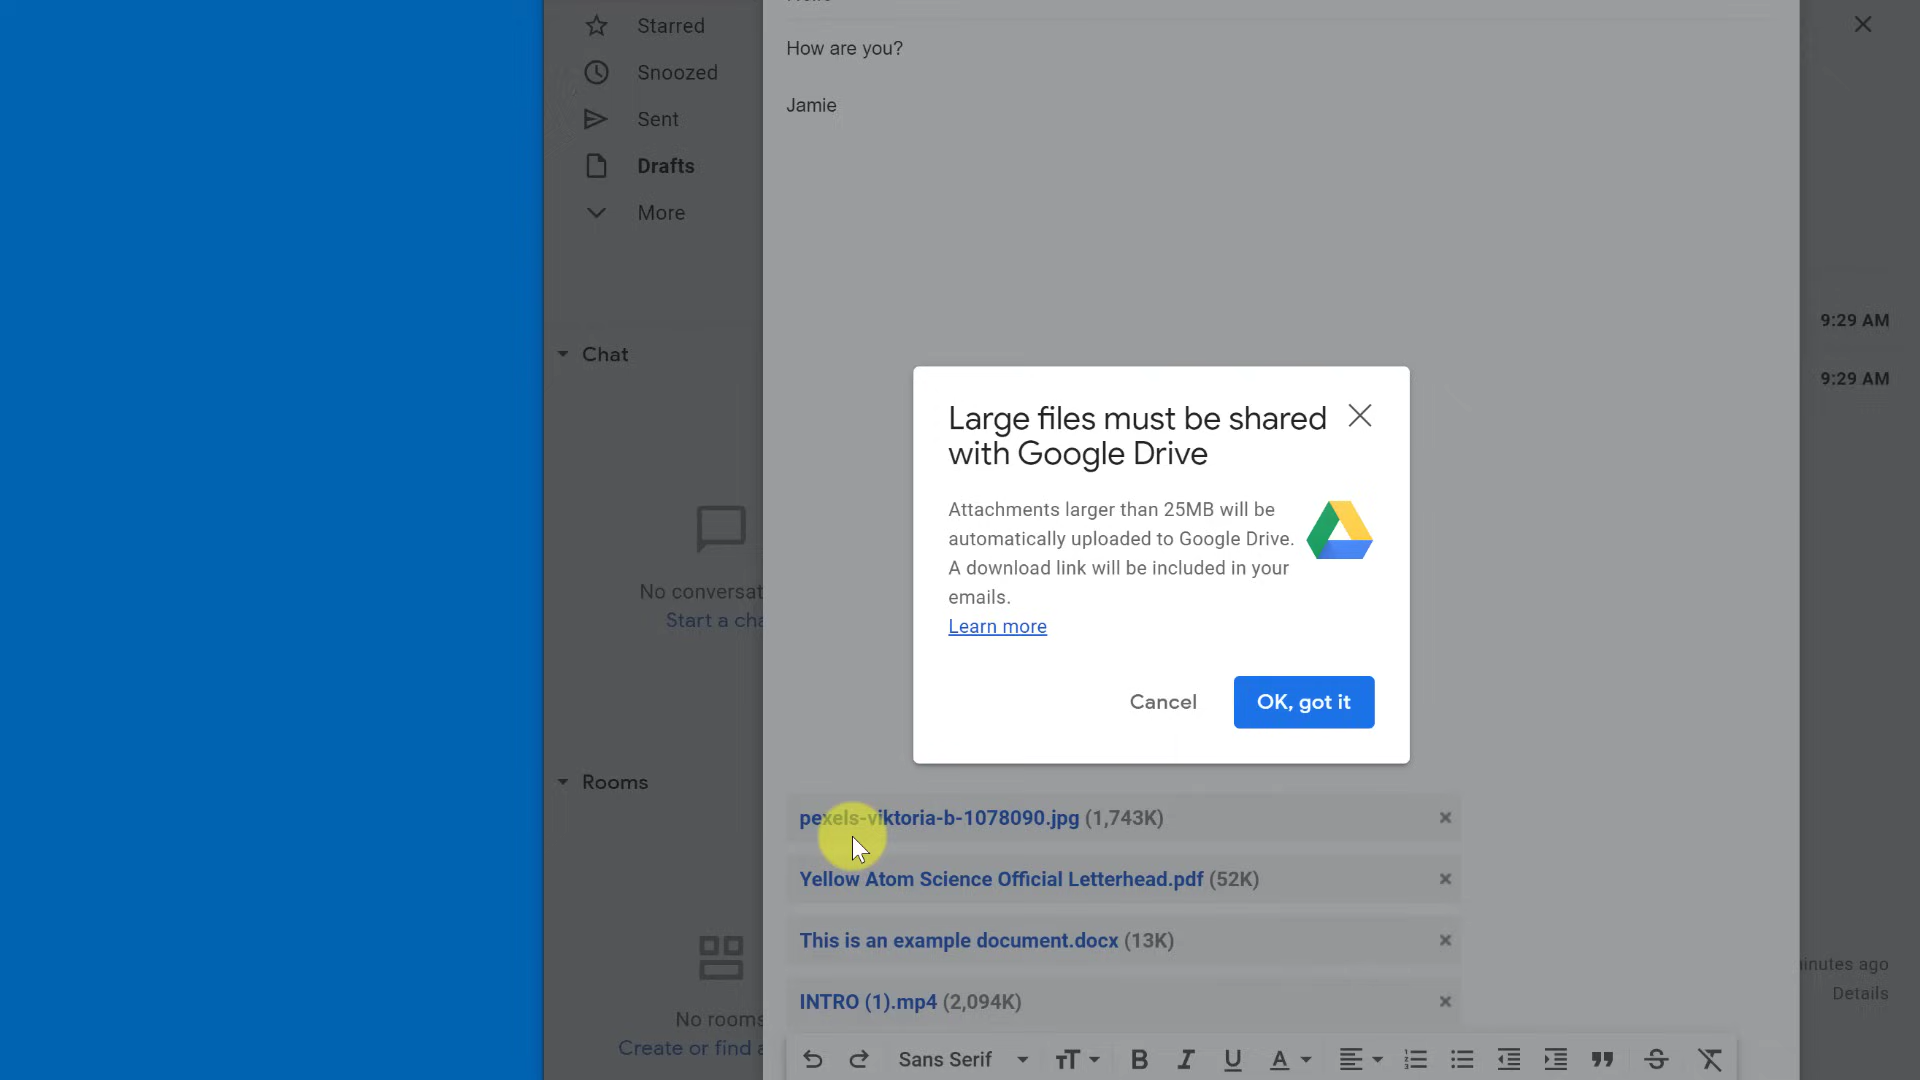 Starred
Snoozed
Sent
Drafts
More
Chat
No conversat
Start a cha
Rooms
No rooms
Create or find a
How are you?
Jamie
Large files must be shared
with Google Drive
Attachments larger than 25MB will be
automatically uploaded to Google Drive.
A download link will be included in your
emails.
Learn more
Cancel
OK, got it
pexels-viktoria-b-1078090.jpg (1,743K)
Yellow Atom Science Official Letterhead.pdf (52K)
This is an example document.docx (13K)
INTRO (1).mp4 (2,094K)
Sans Serif
9:29 AM
9:29 AM
inutes ago
Details